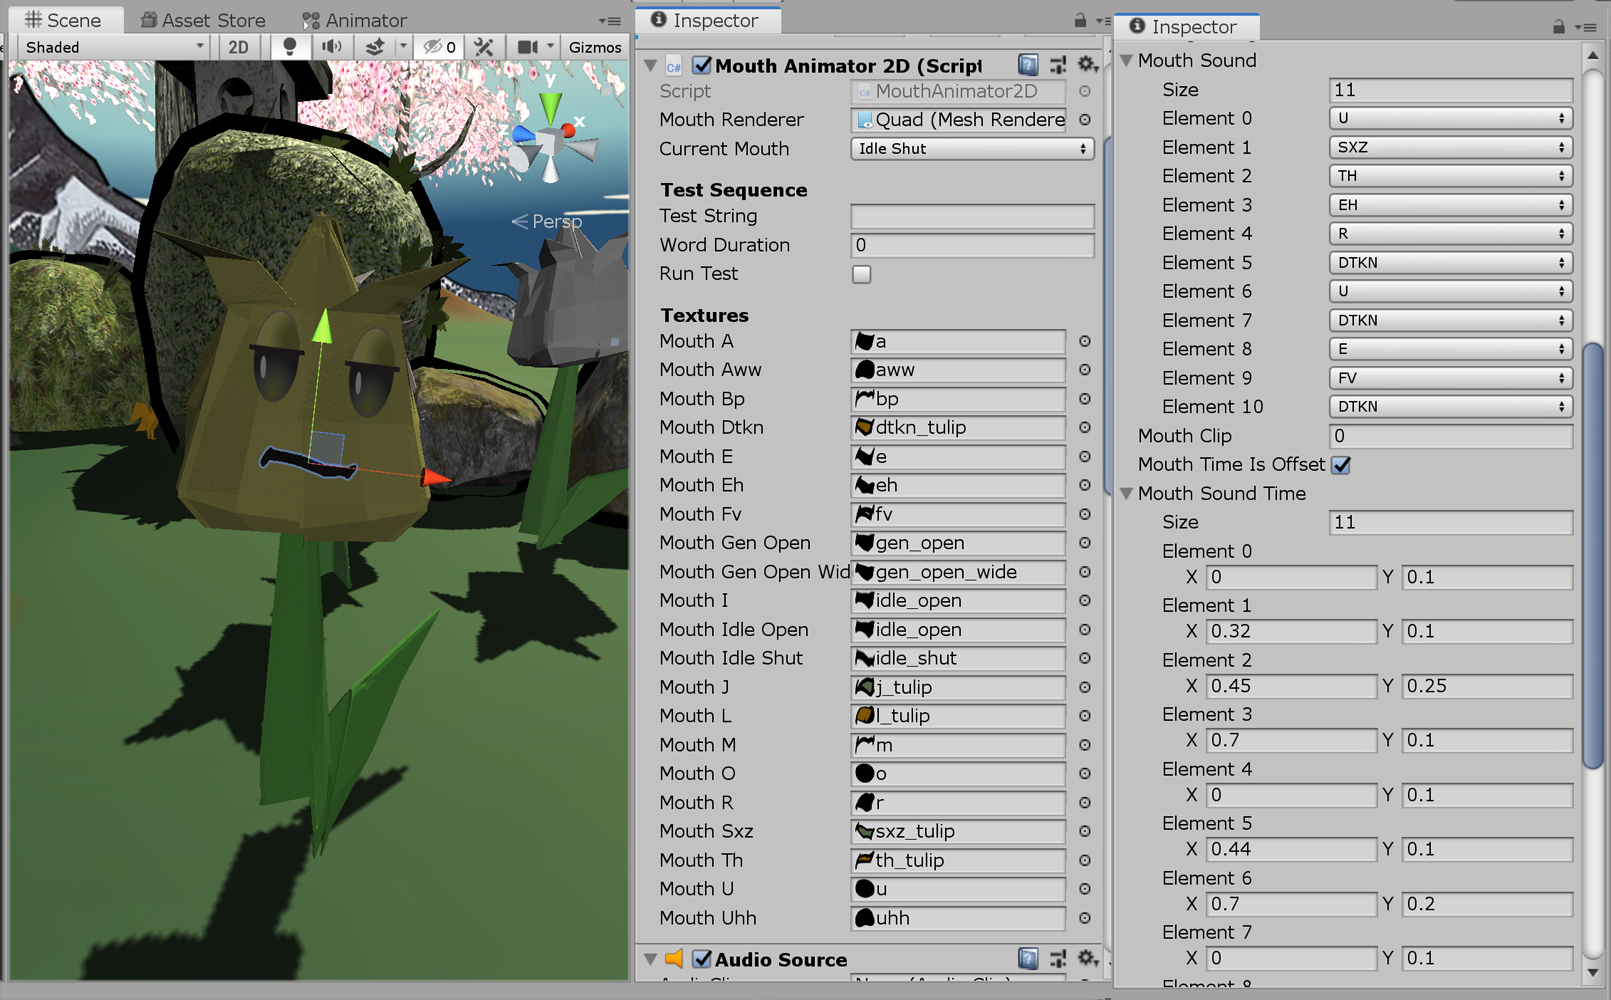 Scene
Asset Store
Animator
Shaded
2D
0
Gizmos
y
x
z
Persp
Inspector
C#
Mouth Animator 2D (Script
Script
MouthAnimator2D
Mouth Renderer
Quad (Mesh Rendere
Current Mouth
Idle Shut
Test Sequence
Test String
Word Duration
0
Run Test
Textures
Mouth A
a
Mouth Aww
aww
Mouth Bp
bp
Mouth Dtkn
dtkn_tulip
Mouth E
e
Mouth Eh
eh
Mouth Fv
fv
Mouth Gen Open
gen_open
Mouth Gen Open Wid
gen_open_wide
Mouth I
idle_open
Mouth Idle Open
idle_open
Mouth Idle Shut
idle_shut
Mouth J
j_tulip
Mouth L
l_tulip
Mouth M
m
Mouth O
o
Mouth R
r
Mouth Sxz
sxz_tulip
Mouth Th
th_tulip
Mouth U
u
Mouth Uhh
uhh
Audio Source
Inspector
Mouth Sound
Size
11
Element 0
U
Element 1
SXZ
Element 2
TH
Element 3
EH
Element 4
R
Element 5
DTKN
Element 6
U
Element 7
DTKN
Element 8
E
Element 9
FV
Element 10
DTKN
Mouth Clip
0
Mouth Time Is Offset
Mouth Sound Time
Size
11
Element 0
X 0 Y 0.1
Element 1
X 0.32 Y 0.1
Element 2
X 0.45 Y 0.25
Element 3
X 0.7 Y 0.1
Element 4
X 0 Y 0.1
Element 5
X 0.44 Y 0.1
Element 6
X 0.7 Y 0.2
Element 7
X 0 Y 0.1
Element 8